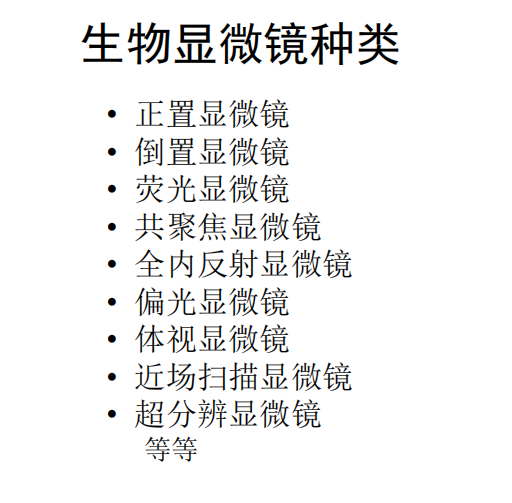 生物显微镜种类
• 正置显微镜
• 倒置显微镜
• 荧光显微镜
• 共聚焦显微镜
• 全内反射显微镜
• 偏光显微镜
• 体视显微镜
• 近场扫描显微镜
• 超分辨显微镜
等等